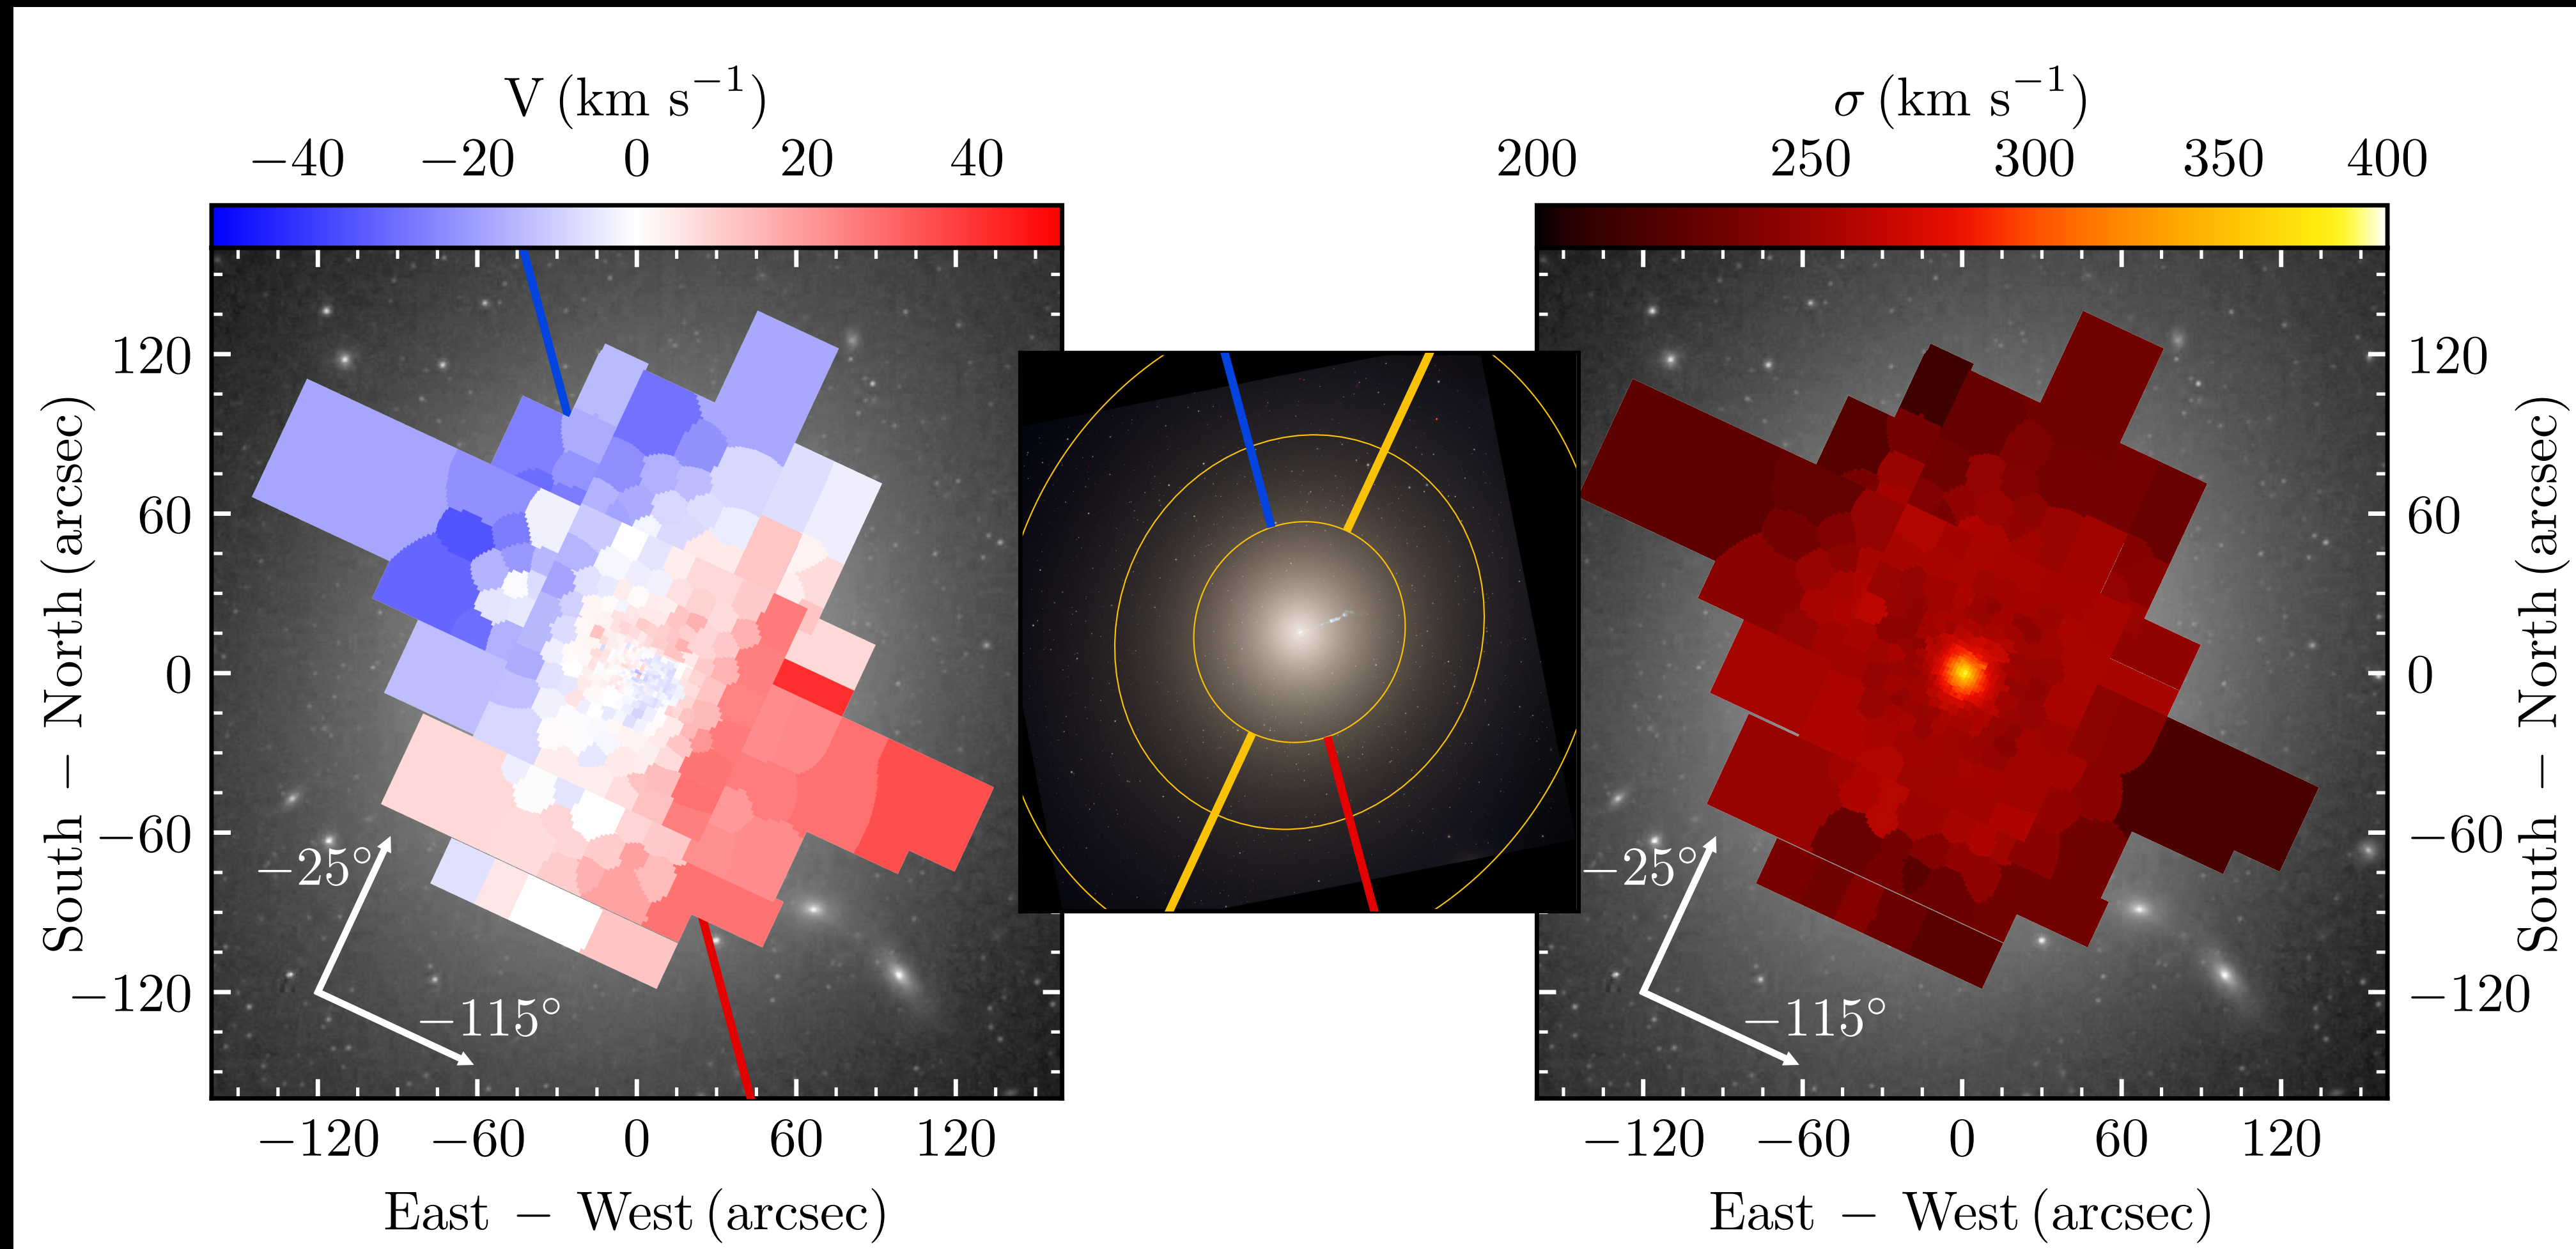 V (km s⁻¹)
−40 −20 0 20 40
120
60
0
−60
−120
South − North (arcsec)
−25°
−115°
−120 −60 0 60 120
East − West (arcsec)
σ (km s⁻¹)
200 250 300 350 400
120
60
0
−60
−120
South − North (arcsec)
−25°
−115°
−120 −60 0 60 120
East − West (arcsec)